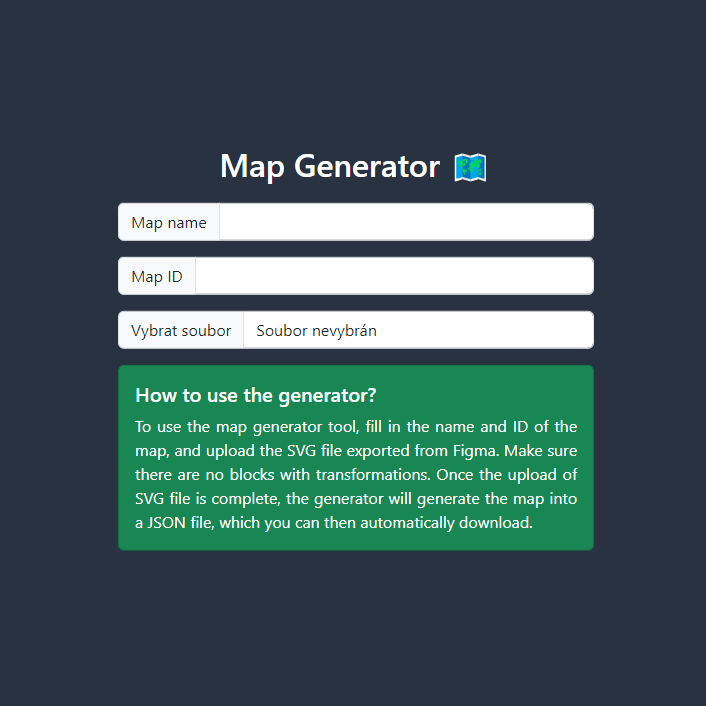 Map Generator
Map name
Map ID
Vybrat soubor Soubor nevybrán
How to use the generator?
To use the map generator tool, fill in the name and ID of the
map, and upload the SVG file exported from Figma. Make sure
there are no blocks with transformations. Once the upload of
SVG file is complete, the generator will generate the map into
a JSON file, which you can then automatically download.